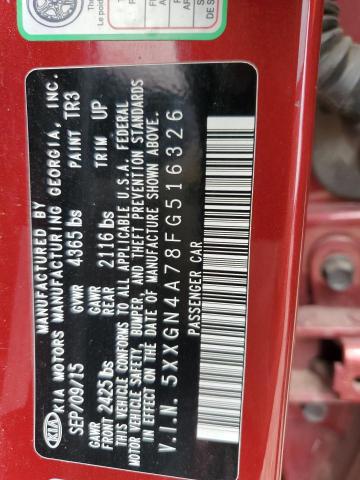 KIA
MANUFACTURED BY
KIA MOTORS MANUFACTURING GEORGIA, INC.
SEP/09/15 GVWR 4365 lbs PAINT TR3
GAWR FRONT 2425 lbs GAWR REAR 2116 lbs TRIM UP
THIS VEHICLE CONFORMS TO ALL APPLICABLE U.S.A. FEDERAL
MOTOR VEHICLE SAFETY, BUMPER, AND THEFT PREVENTION STANDARDS
IN EFFECT ON THE DATE OF MANUFACTURE SHOWN ABOVE.
V.I.N. 5XXGN4A78FG516326
PASSENGER CAR